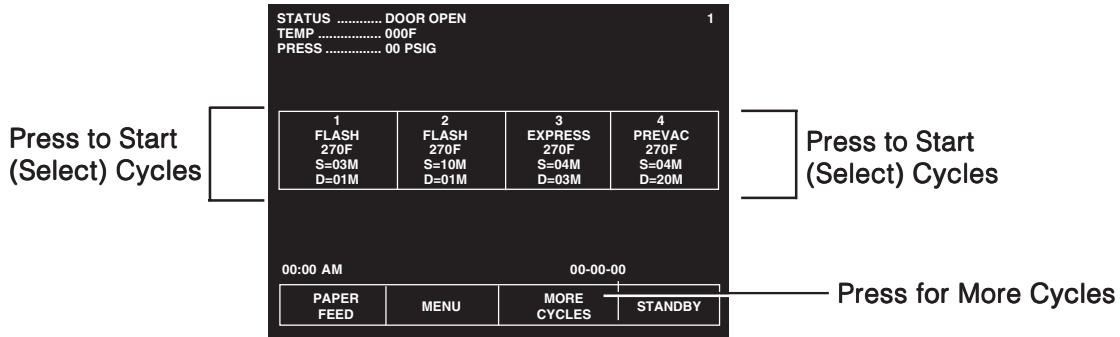 STATUS ............ DOOR OPEN 1
TEMP ................. 000F
PRESS ............... 00 PSIG
Press to Start
(Select) Cycles
1 2 3 4
FLASH FLASH EXPRESS PREVAC
270F 270F 270F 270F
S=03M S=10M S=04M S=04M
D=01M D=01M D=03M D=20M
Press to Start
(Select) Cycles
00:00 AM 00-00-00
PAPER
FEED
MENU
MORE
CYCLES
STANDBY
Press for More Cycles